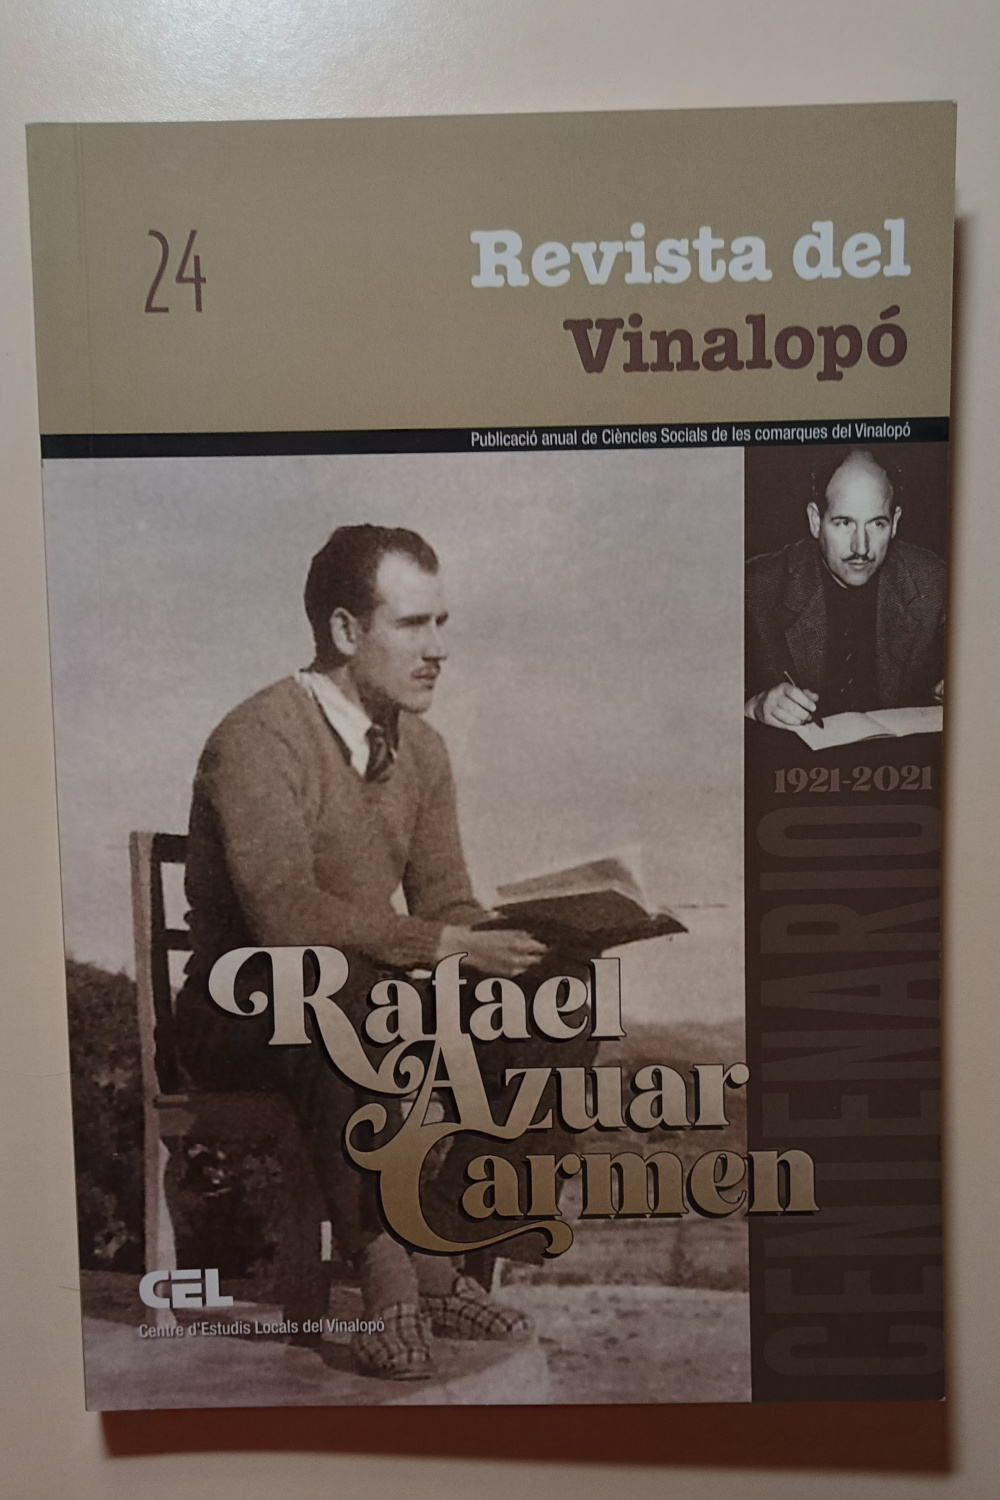 24
Revista del
Vinalopó
Publicació anual de Ciències Socials de les comarques del Vinalopó
1921-2021
CENTENARIO
Rafael
Azuar
Carmen
CEL
Centre d'Estudis Locals del Vinalopó